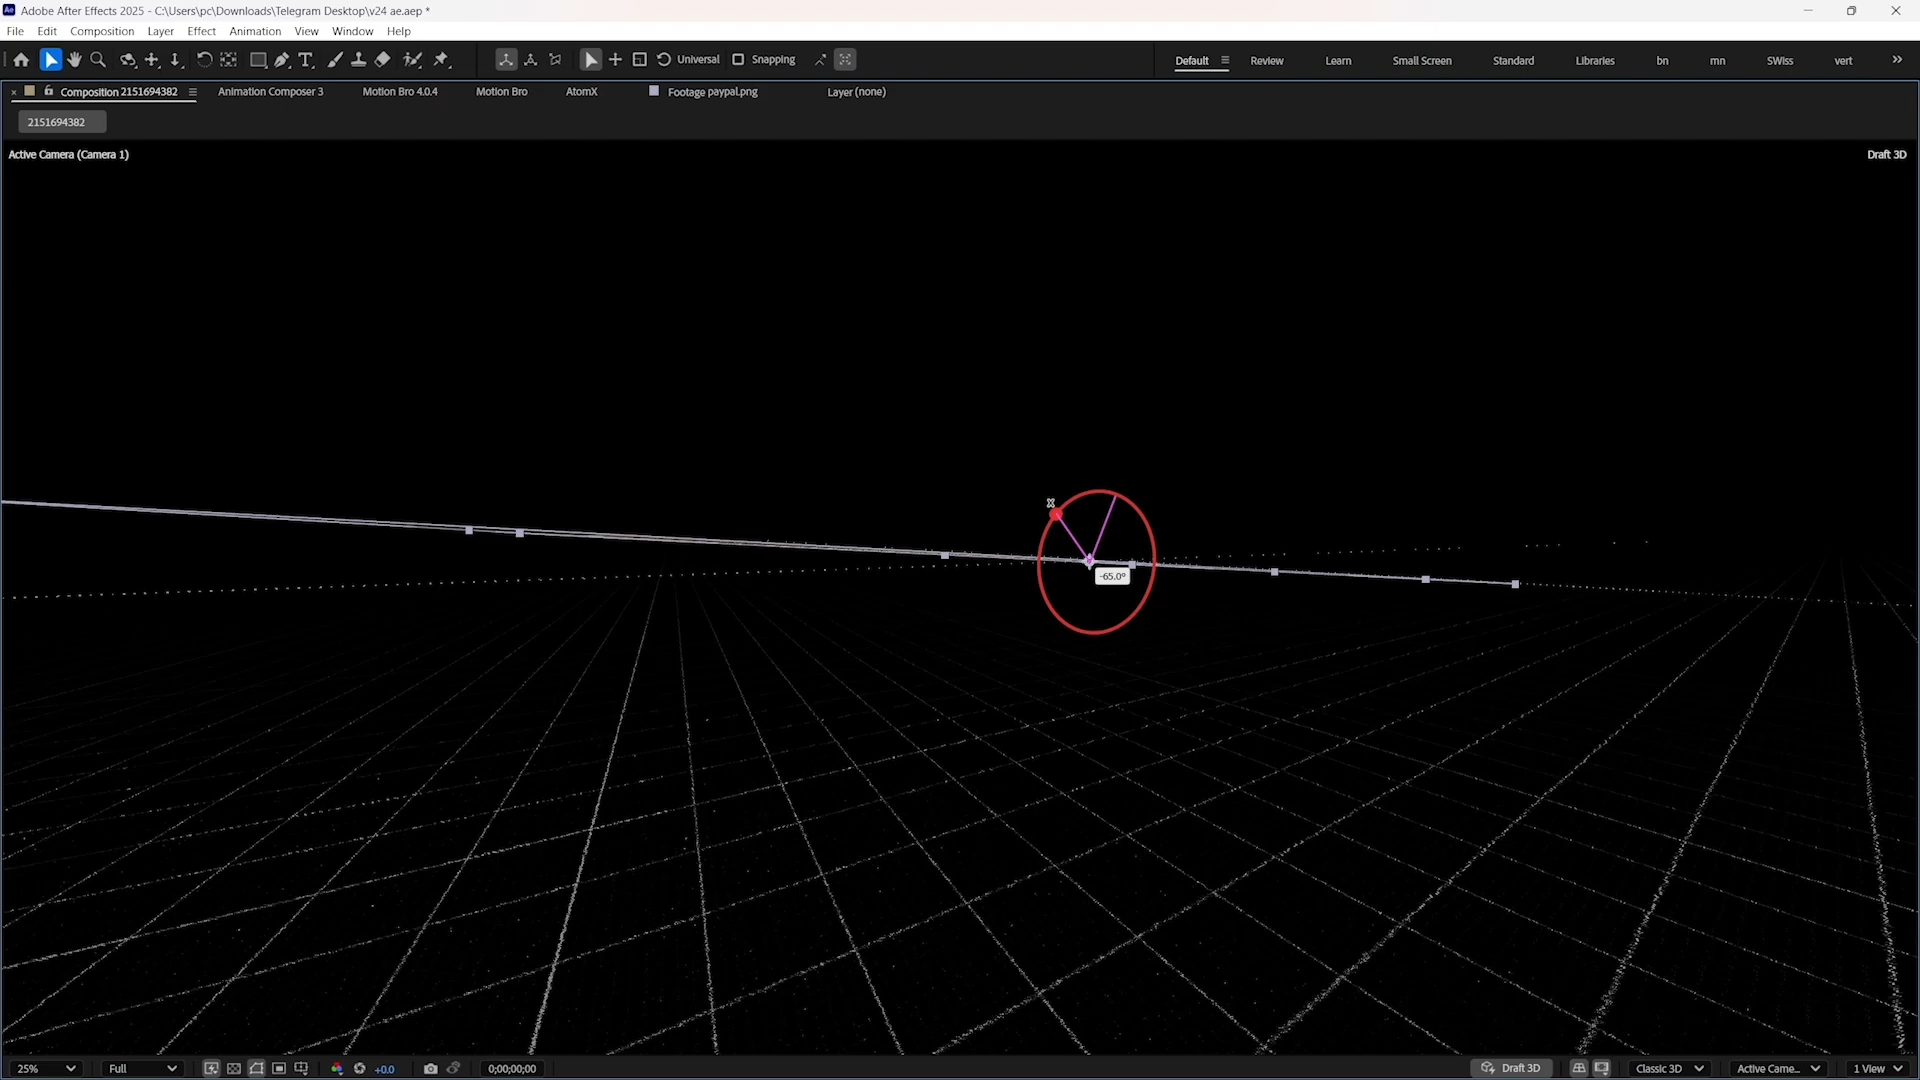 Adobe After Effects 2025 - C:\Users\pc\Downloads\Telegram Desktop\v24 ae.aep *
File Edit Composition Layer Effect Animation View Window Help
Universal Snapping Default Review Learn Small Screen Standard Libraries bn mn SWiss vert
Composition 2151694382 Animation Composer 3 Motion Bro 4.0.4 Motion Bro AtomX Footage paypal.png Layer (none)
2151694382
Active Camera (Camera 1) Draft 3D
X
-65.0°
25% Full +0.0 0;00;00;00 Draft 3D Classic 3D Active Came... 1 View